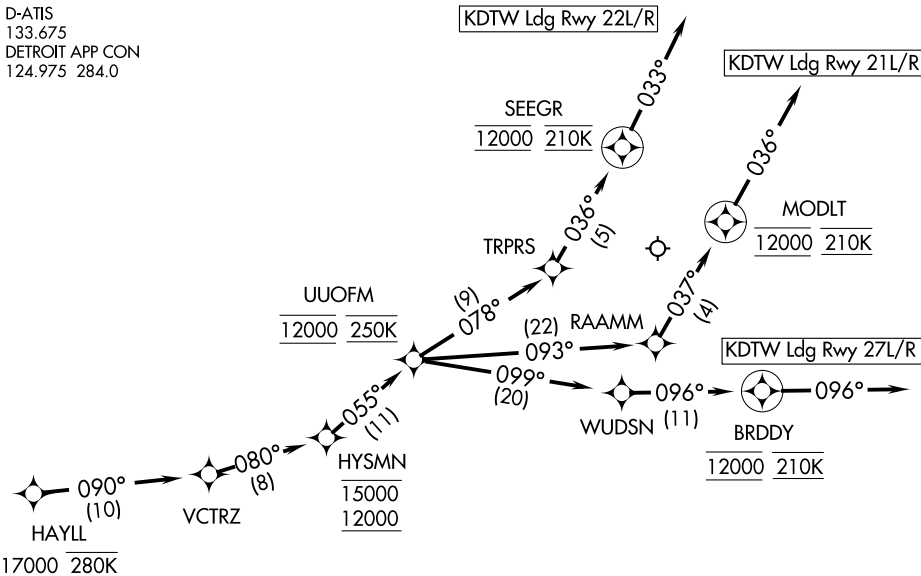 D-ATIS
133.675
DETROIT APP CON
124.975 284.0
KDTW Ldg Rwy 22L/R
KDTW Ldg Rwy 21L/R
033°
SEEGR
12000 210K
036°
MODLT
12000 210K
036°
(5)
TRPRS
037°
(4)
UUOFM
12000 250K
(9)
078°
(22)
093°
RAAMM
KDTW Ldg Rwy 27L/R
099°
(20)
096°
(11)
096°
WUDSN
BRDDY
12000 210K
055°
(11)
HYSMN
15000
12000
080°
(8)
VCTRZ
090°
(10)
HAYLL
17000 280K